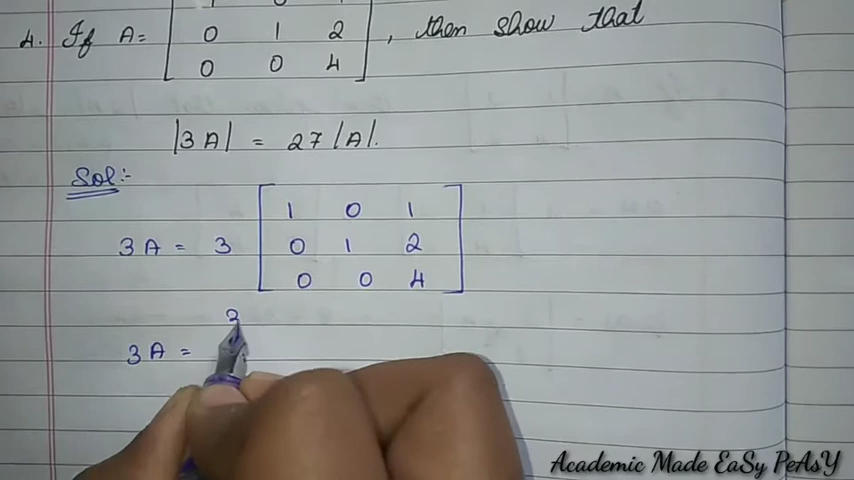 4. If A = 0 1 2 , then show that
0 0 4
|3A| = 27|A|.
Sol:-
1 0 1
3A = 3 0 1 2
0 0 4
3
3A =
Academic Made EaSy PeAsY